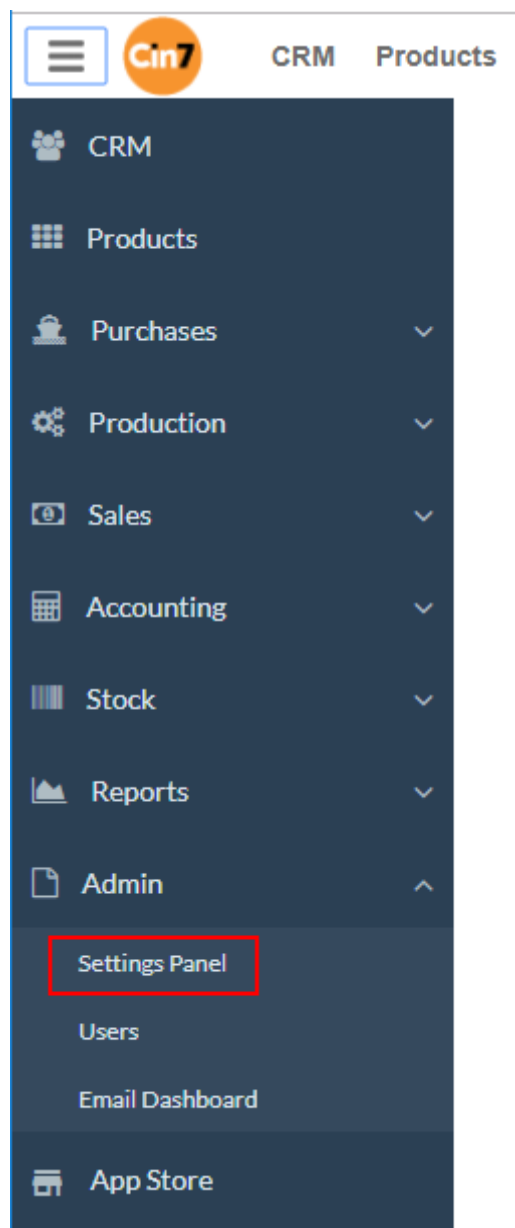 Cin7 CRM Products
CRM
Products
Purchases
Production
Sales
Accounting
Stock
Reports
Admin
Settings Panel
Users
Email Dashboard
App Store